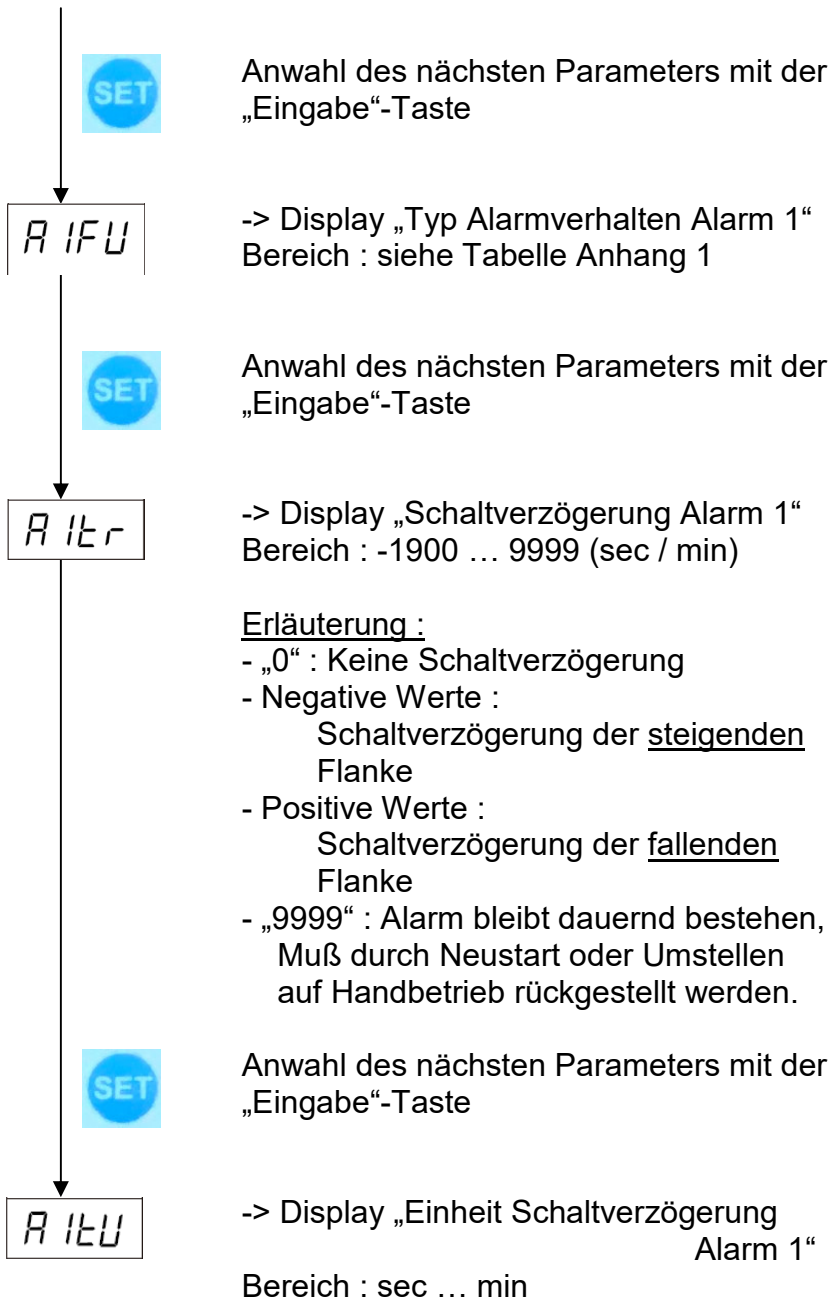 SET
Anwahl des nächsten Parameters mit der
„Eingabe“-Taste
A1FU
-> Display „Typ Alarmverhalten Alarm 1“
Bereich : siehe Tabelle Anhang 1
SET
Anwahl des nächsten Parameters mit der
„Eingabe“-Taste
A1tr
-> Display „Schaltverzögerung Alarm 1“
Bereich : -1900 … 9999 (sec / min)
Erläuterung :
- „0“ : Keine Schaltverzögerung
- Negative Werte :
Schaltverzögerung der steigenden
Flanke
- Positive Werte :
Schaltverzögerung der fallenden
Flanke
- „9999“ : Alarm bleibt dauernd bestehen,
Muß durch Neustart oder Umstellen
auf Handbetrieb rückgestellt werden.
SET
Anwahl des nächsten Parameters mit der
„Eingabe“-Taste
A1tU
-> Display „Einheit Schaltverzögerung
Alarm 1“
Bereich : sec … min